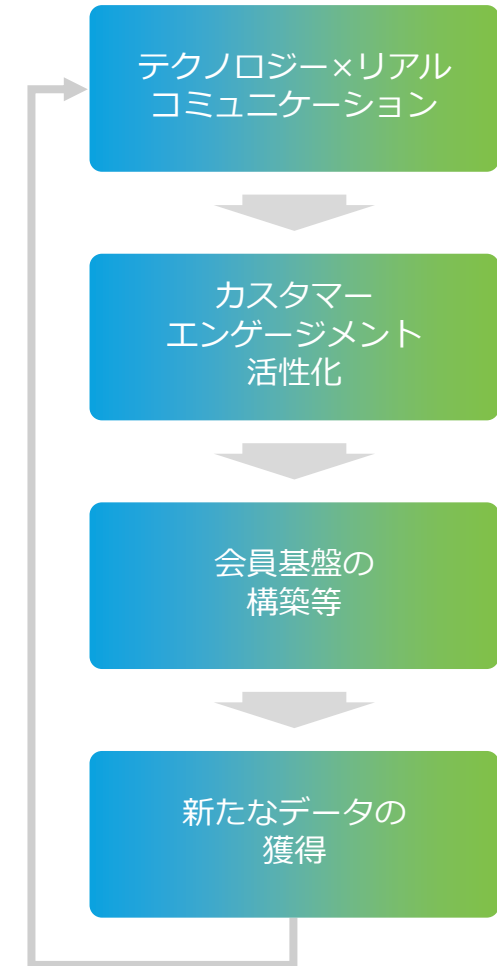 テクノロジー×リアル
コミュニケーション
カスタマー
エンゲージメント
活性化
会員基盤の
構築等
新たなデータの
獲得